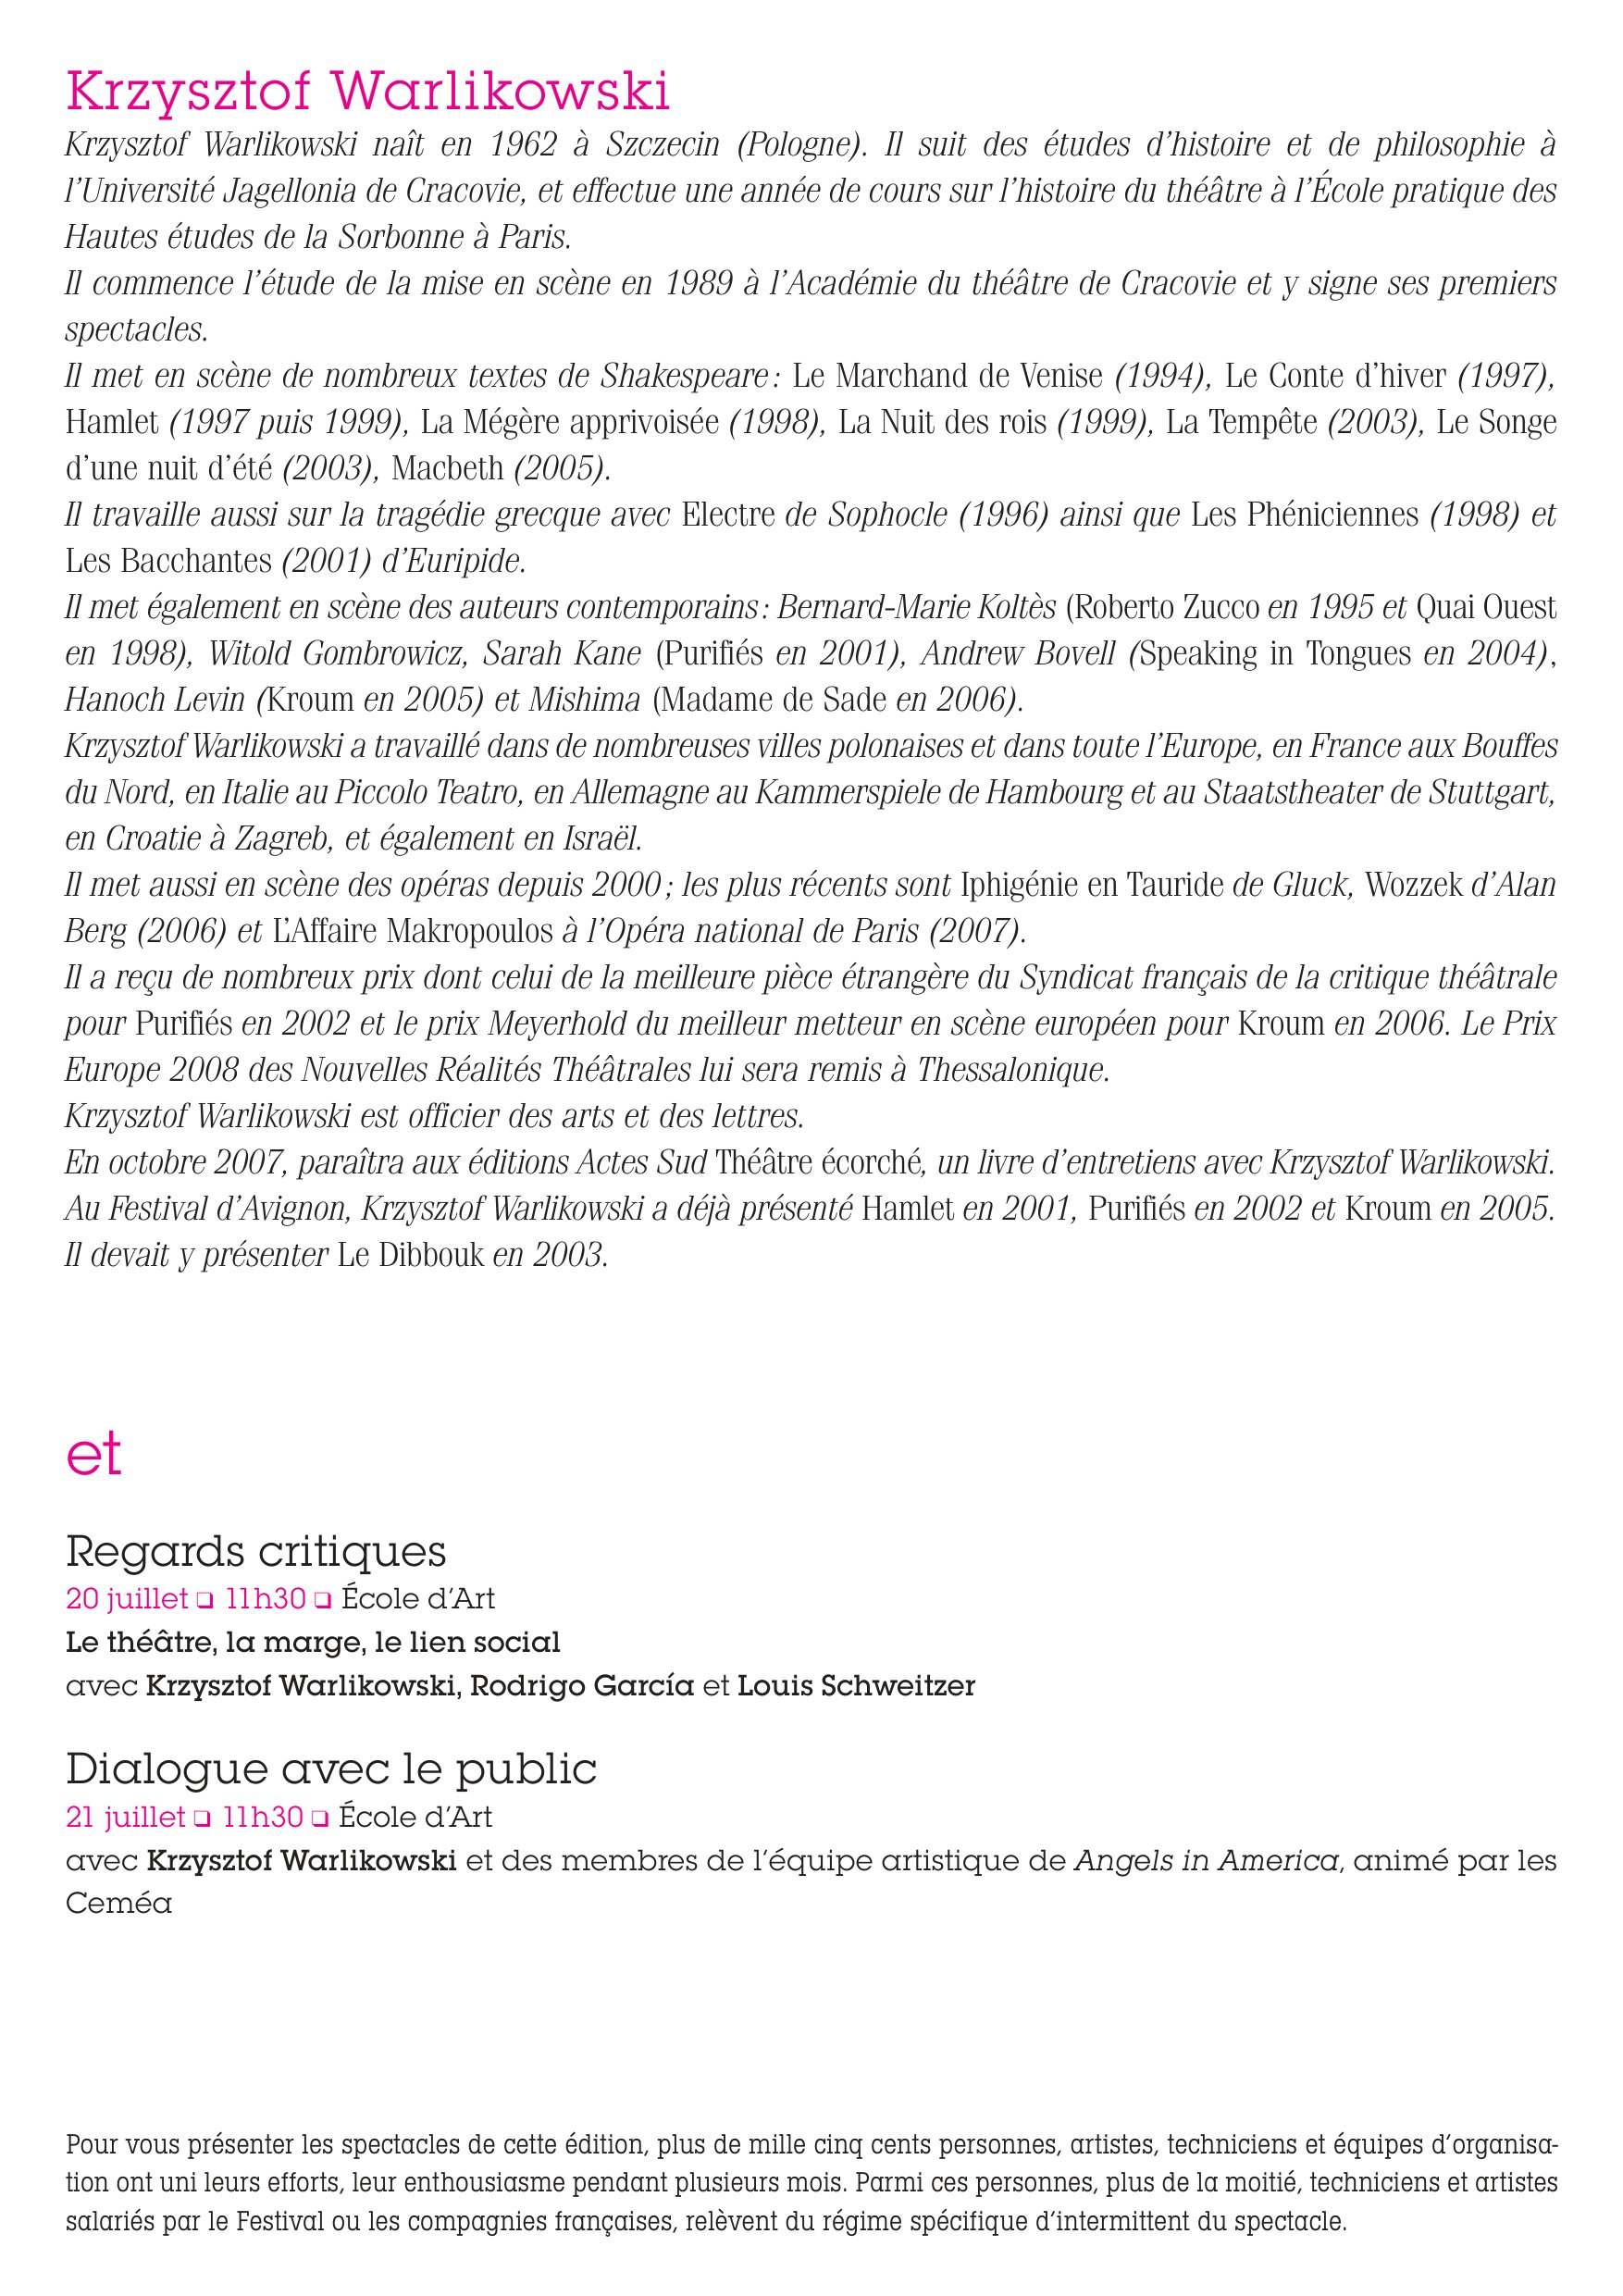 Krzysztof Warlikowski
Krzysztof Warlikowski naît en 1962 à Szczecin (Pologne). Il suit des études d’histoire et de philosophie à
l’Université Jagellonia de Cracovie, et effectue une année de cours sur l’histoire du théâtre à l’École pratique des
Hautes études de la Sorbonne à Paris.
Il commence l’étude de la mise en scène en 1989 à l’Académie du théâtre de Cracovie et y signe ses premiers
spectacles.
Il met en scène de nombreux textes de Shakespeare : Le Marchand de Venise (1994), Le Conte d’hiver (1997),
Hamlet (1997 puis 1999), La Mégère apprivoisée (1998), La Nuit des rois (1999), La Tempête (2003), Le Songe
d’une nuit d’été (2003), Macbeth (2005).
Il travaille aussi sur la tragédie grecque avec Electre de Sophocle (1996) ainsi que Les Phéniciennes (1998) et
Les Bacchantes (2001) d’Euripide.
Il met également en scène des auteurs contemporains : Bernard-Marie Koltès (Roberto Zucco en 1995 et Quai Ouest
en 1998), Witold Gombrowicz, Sarah Kane (Purifiés en 2001), Andrew Bovell (Speaking in Tongues en 2004),
Hanoch Levin (Kroum en 2005) et Mishima (Madame de Sade en 2006).
Krzysztof Warlikowski a travaillé dans de nombreuses villes polonaises et dans toute l’Europe, en France aux Bouffes
du Nord, en Italie au Piccolo Teatro, en Allemagne au Kammerspiele de Hambourg et au Staatstheater de Stuttgart,
en Croatie à Zagreb, et également en Israël.
Il met aussi en scène des opéras depuis 2000 ; les plus récents sont Iphigénie en Tauride de Gluck, Wozzek d’Alan
Berg (2006) et L’Affaire Makropoulos à l’Opéra national de Paris (2007).
Il a reçu de nombreux prix dont celui de la meilleure pièce étrangère du Syndicat français de la critique théâtrale
pour Purifiés en 2002 et le prix Meyerhold du meilleur metteur en scène européen pour Kroum en 2006. Le Prix
Europe 2008 des Nouvelles Réalités Théâtrales lui sera remis à Thessalonique.
Krzysztof Warlikowski est officier des arts et des lettres.
En octobre 2007, paraîtra aux éditions Actes Sud Théâtre écorché, un livre d’entretiens avec Krzysztof Warlikowski.
Au Festival d’Avignon, Krzysztof Warlikowski a déjà présenté Hamlet en 2001, Purifiés en 2002 et Kroum en 2005.
Il devait y présenter Le Dibbouk en 2003.
et
Regards critiques
20 juillet ❑ 11h30 ❑ École d’Art
Le théâtre, la marge, le lien social
avec Krzysztof Warlikowski, Rodrigo García et Louis Schweitzer
Dialogue avec le public
21 juillet ❑ 11h30 ❑ École d’Art
avec Krzysztof Warlikowski et des membres de l’équipe artistique de Angels in America, animé par les
Ceméa
Pour vous présenter les spectacles de cette édition, plus de mille cinq cents personnes, artistes, techniciens et équipes d’organisa-
tion ont uni leurs efforts, leur enthousiasme pendant plusieurs mois. Parmi ces personnes, plus de la moitié, techniciens et artistes
salariés par le Festival ou les compagnies françaises, relèvent du régime spécifique d’intermittent du spectacle.